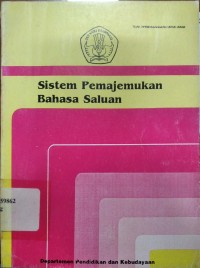 Sistem Pemajemukan
Bahasa Saluan
Departemen Pendidikan dan Kebudayaan